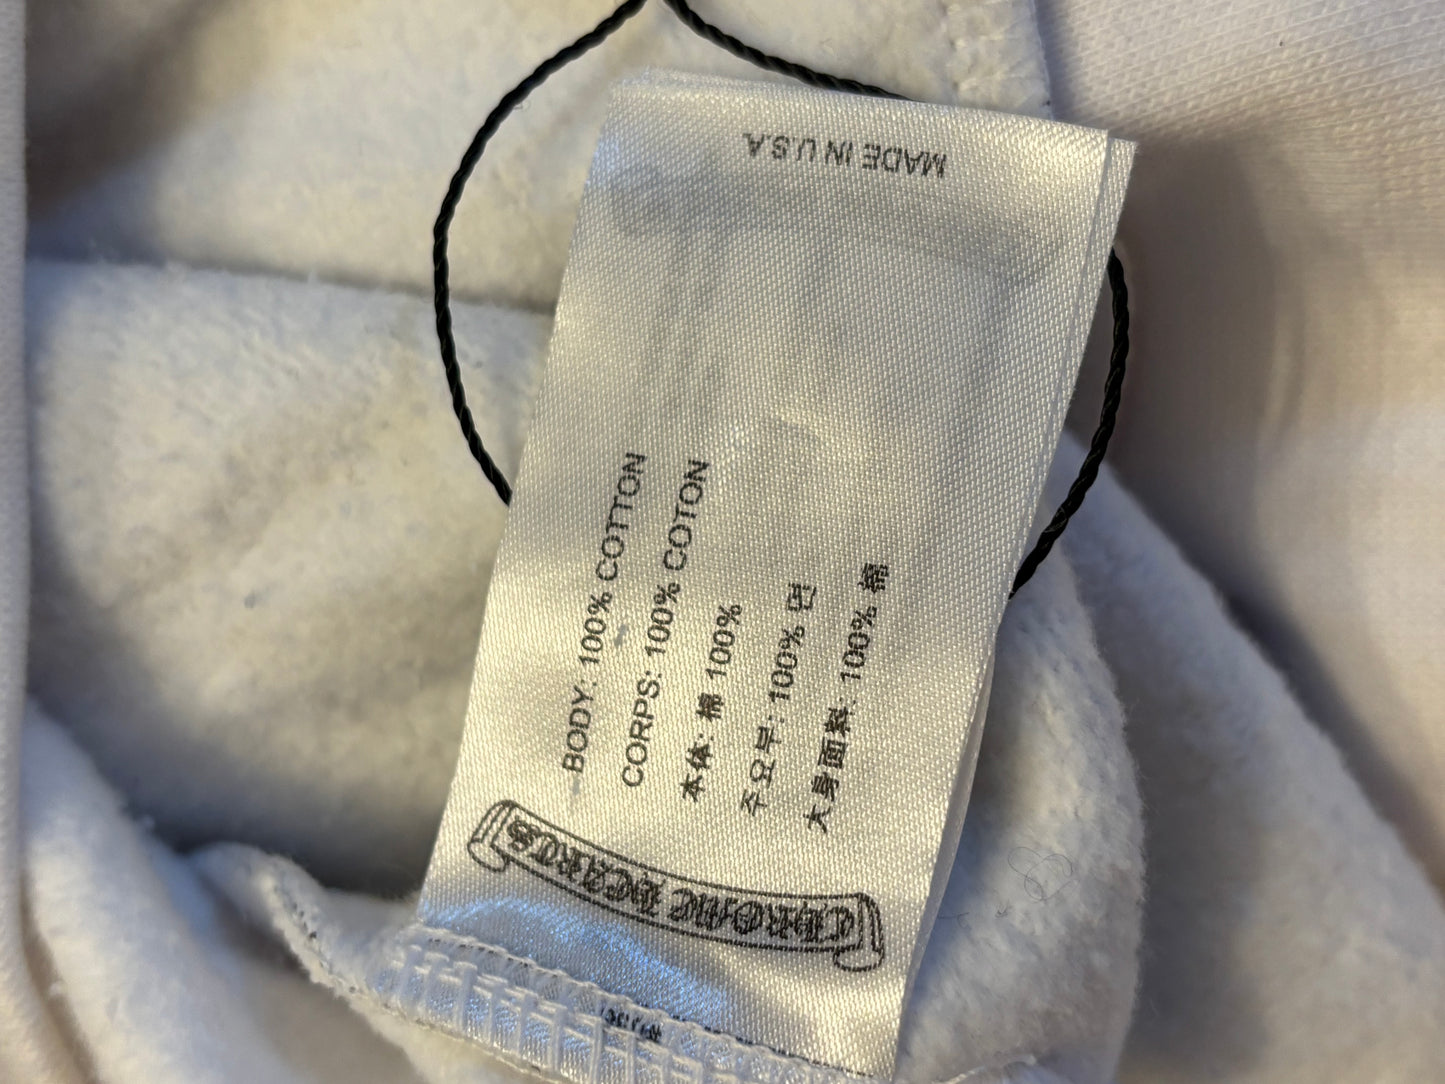 MADE IN U.S.A.
BODY: 100% COTTON
CORPS: 100% COTON
本体: 棉 100%
주요부: 100% 면
大身面料: 100% 棉
CHROME HEARTS